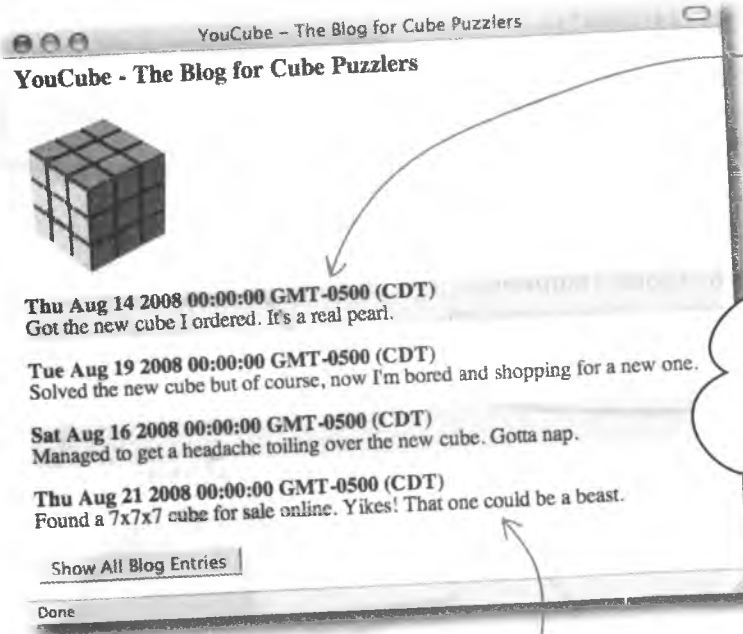 YouCube – The Blog for Cube Puzzlers
YouCube - The Blog for Cube Puzzlers
Thu Aug 14 2008 00:00:00 GMT-0500 (CDT)
Got the new cube I ordered. It's a real pearl.
Tue Aug 19 2008 00:00:00 GMT-0500 (CDT)
Solved the new cube but of course, now I'm bored and shopping for a new one.
Sat Aug 16 2008 00:00:00 GMT-0500 (CDT)
Managed to get a headache toiling over the new cube. Gotta nap.
Thu Aug 21 2008 00:00:00 GMT-0500 (CDT)
Found a 7x7x7 cube for sale online. Yikes! That one could be a beast.
Show All Blog Entries
Done